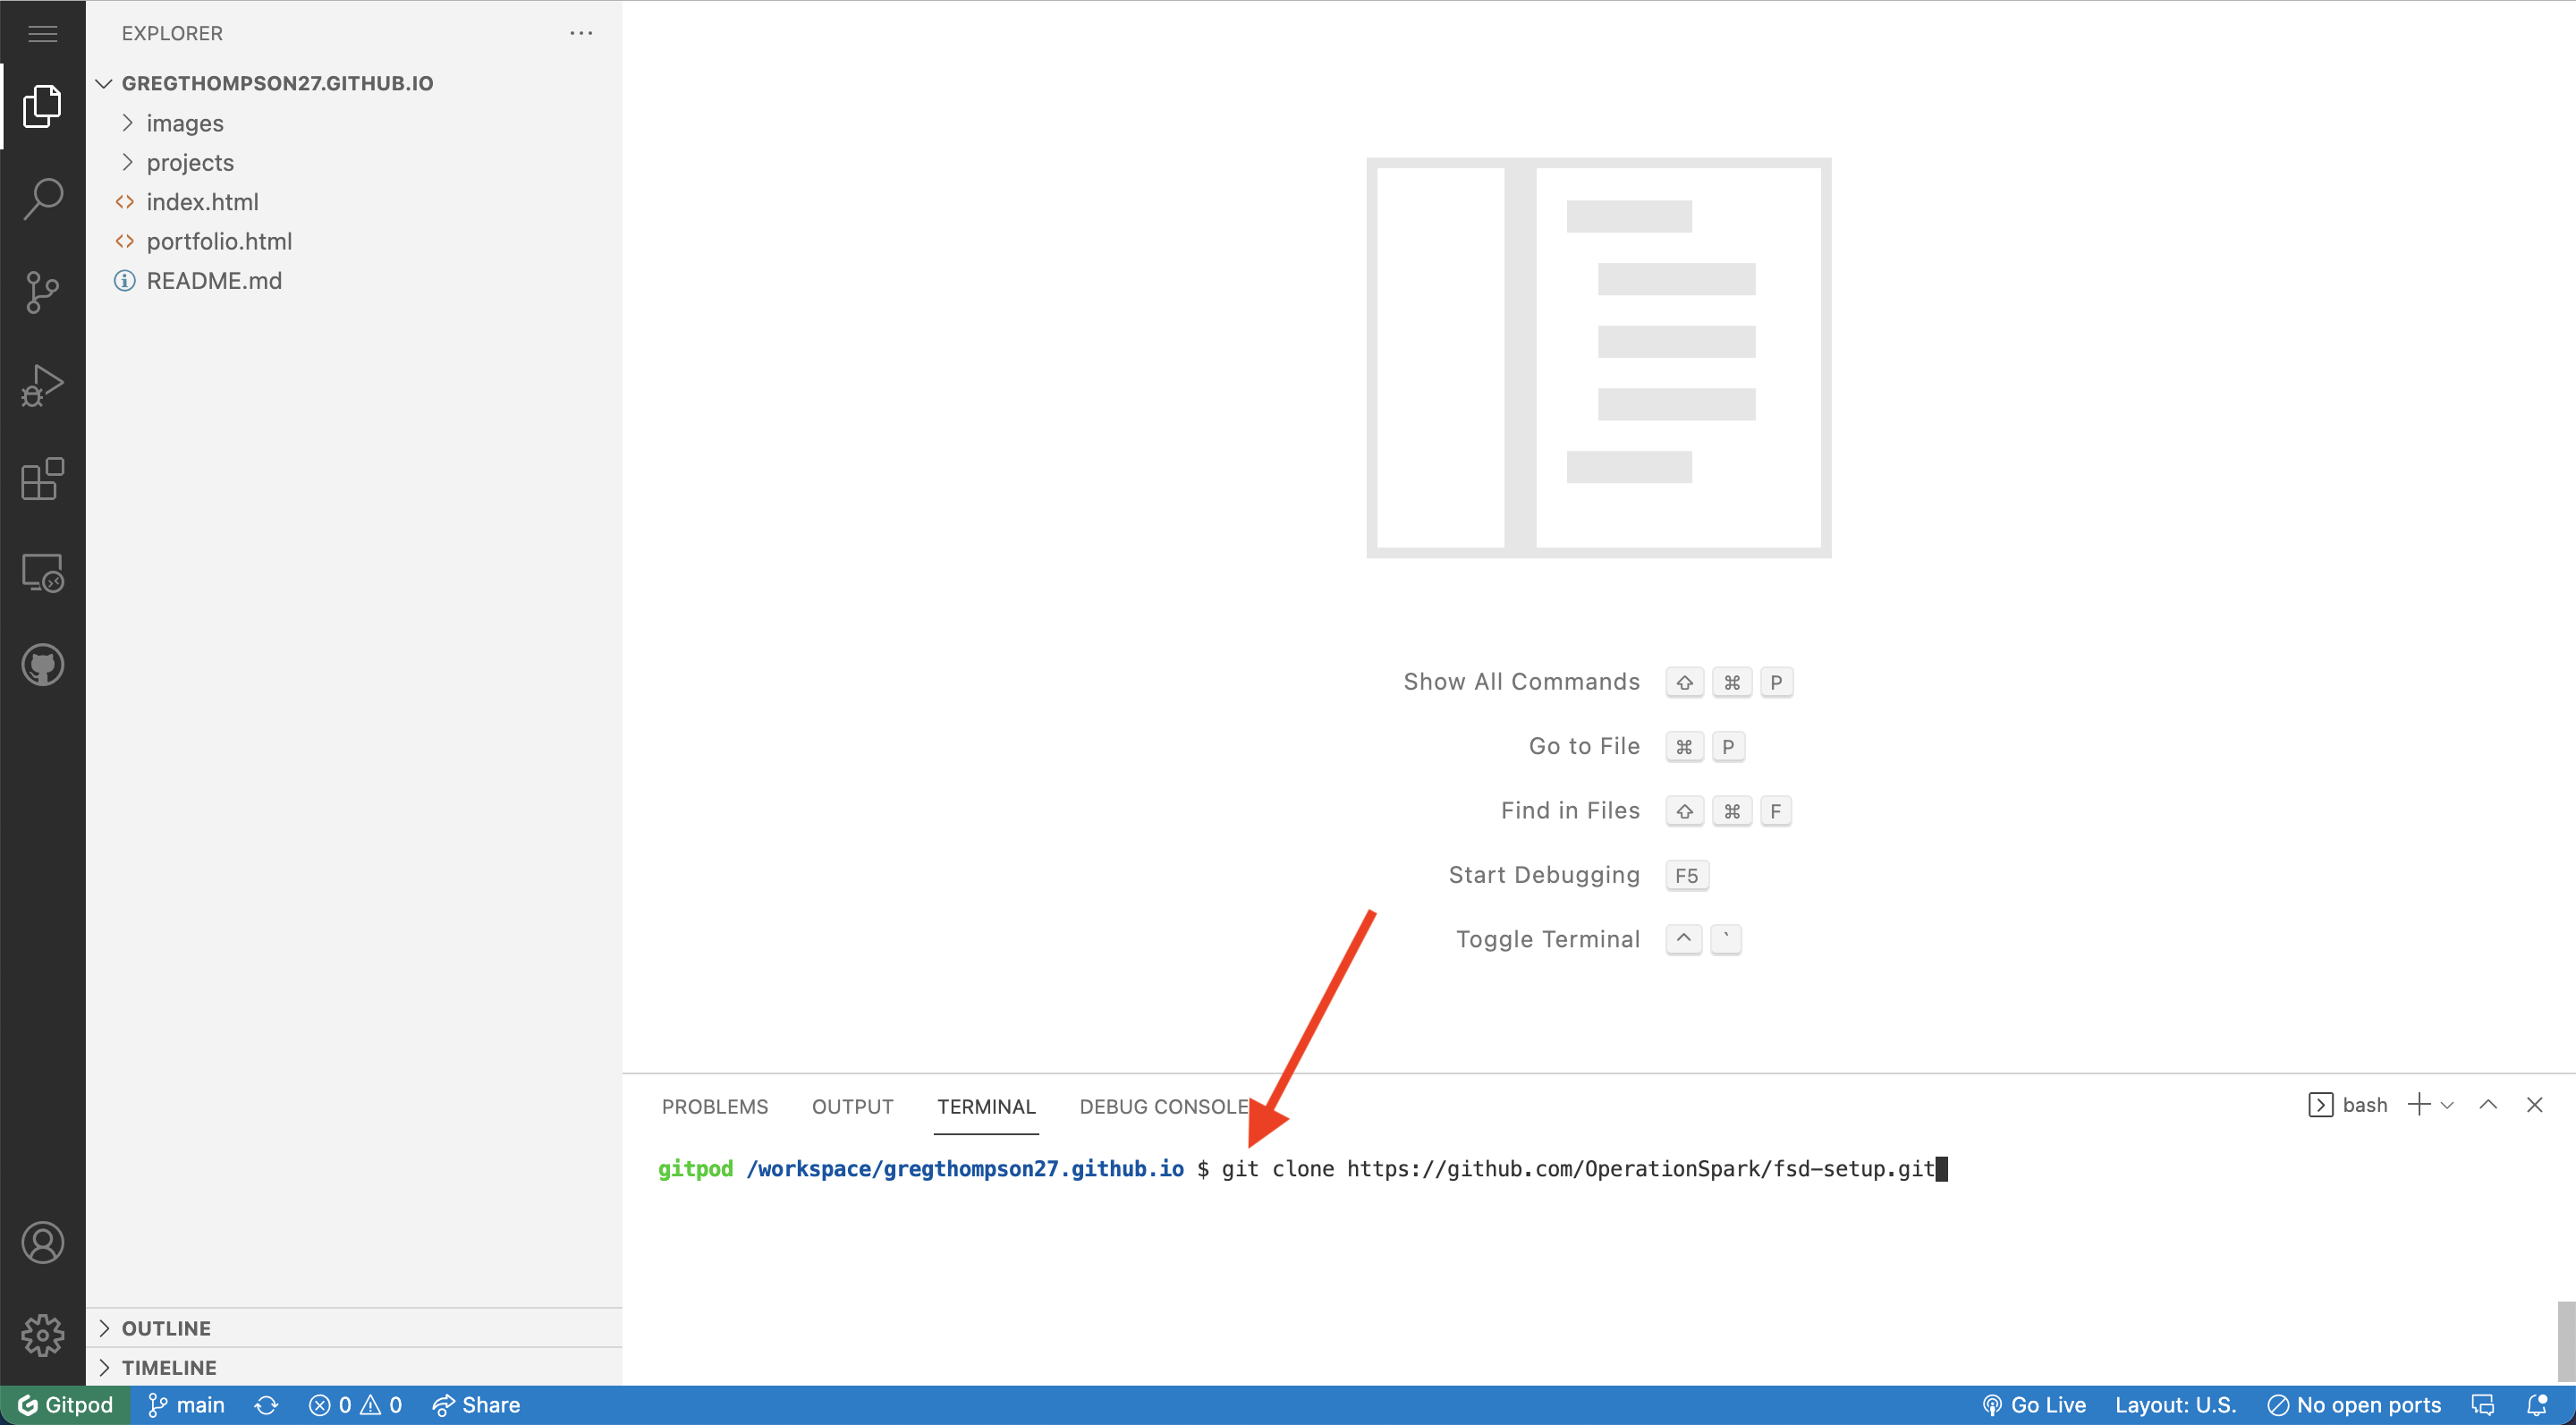 EXPLORER
GREGTHOMPSON27.GITHUB.IO
images
projects
index.html
portfolio.html
README.md
Show All Commands ⇧ ⌘ P
Go to File ⌘ P
Find in Files ⇧ ⌘ F
Start Debugging F5
Toggle Terminal ^ `
PROBLEMS OUTPUT TERMINAL DEBUG CONSOLE
bash
gitpod /workspace/gregthompson27.github.io $ git clone https://github.com/OperationSpark/fsd-setup.git
OUTLINE
TIMELINE
Gitpod main 0 0 Share Go Live Layout: U.S. No open ports